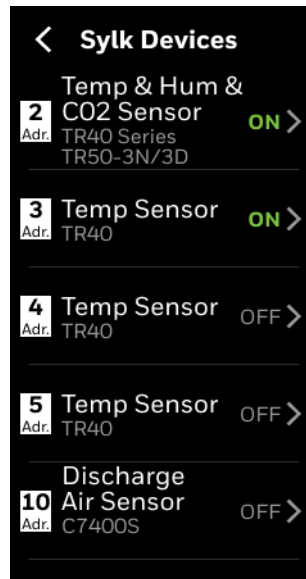 Sylk Devices
Temp & Hum &
CO2 Sensor
2
Adr.
TR40 Series
TR50-3N/3D
ON
3
Adr.
Temp Sensor
TR40
ON
4
Adr.
Temp Sensor
TR40
OFF
5
Adr.
Temp Sensor
TR40
OFF
Discharge
10
Adr.
Air Sensor
C7400S
OFF